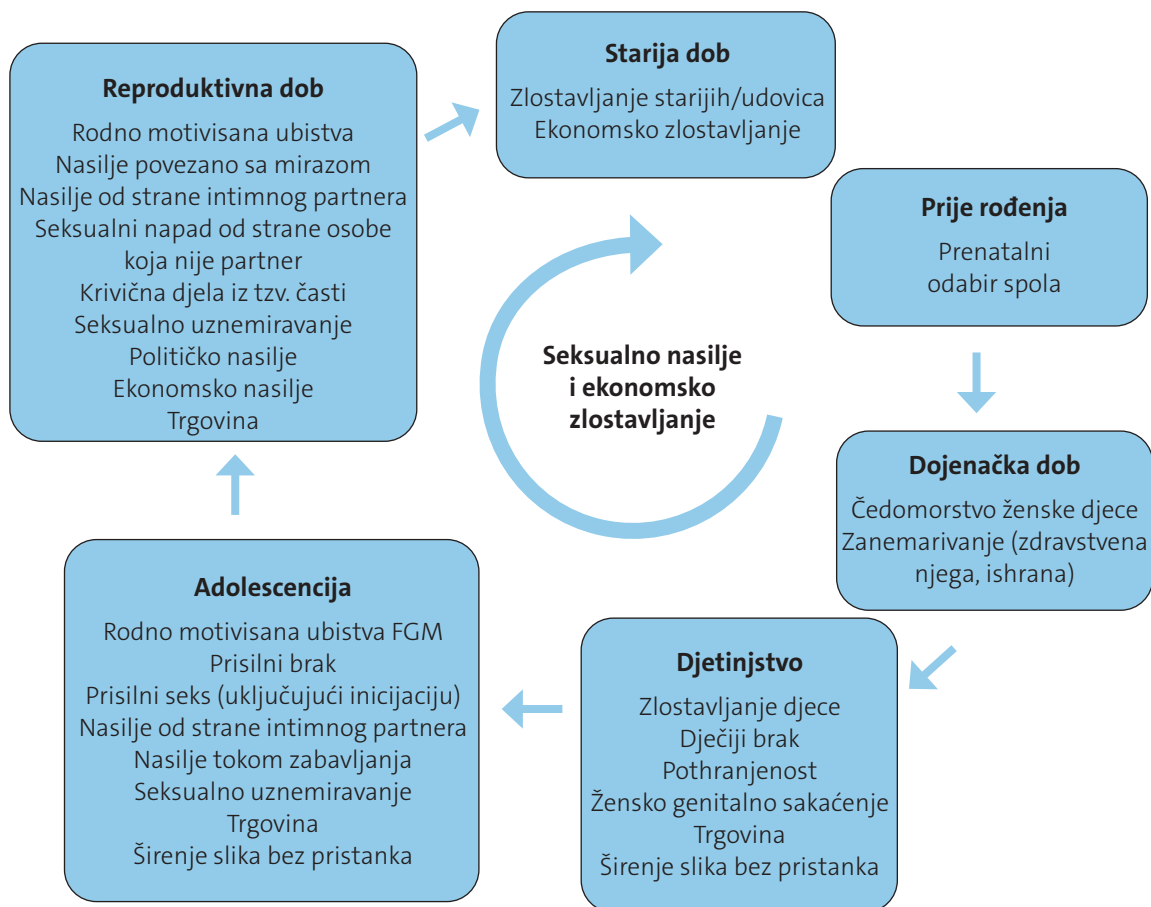 Reproduktivna dob
Rodno motivisana ubistva
Nasilje povezano sa mirazom
Nasilje od strane intimnog partnera
Seksualni napad od strane osobe
koja nije partner
Krivična djela iz tzv. časti
Seksualno uznemiravanje
Političko nasilje
Ekonomsko nasilje
Trgovina
Starija dob
Zlostavljanje starijih/udovica
Ekonomsko zlostavljanje
Prije rođenja
Prenatalni
odabir spola
Seksualno nasilje
i ekonomsko
zlostavljanje
Dojenačka dob
Čedomorstvo ženske djece
Zanemarivanje (zdravstvena
njega, ishrana)
Djetinjstvo
Zlostavljanje djece
Dječiji brak
Pothranjenost
Žensko genitalno sakaćenje
Trgovina
Širenje slika bez pristanka
Adolescencija
Rodno motivisana ubistva FGM
Prisilni brak
Prisilni seks (uključujući inicijaciju)
Nasilje od strane intimnog partnera
Nasilje tokom zabavljanja
Seksualno uznemiravanje
Trgovina
Širenje slika bez pristanka